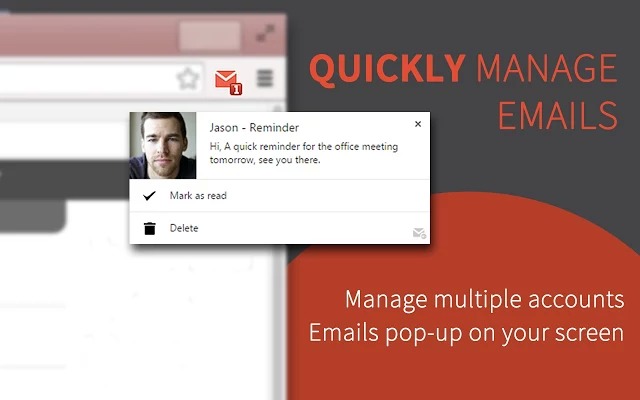 QUICKLY MANAGE
EMAILS
1
Jason - Reminder
Hi, A quick reminder for the office meeting
tomorrow, see you there.
Mark as read
Delete
Manage multiple accounts
Emails pop-up on your screen